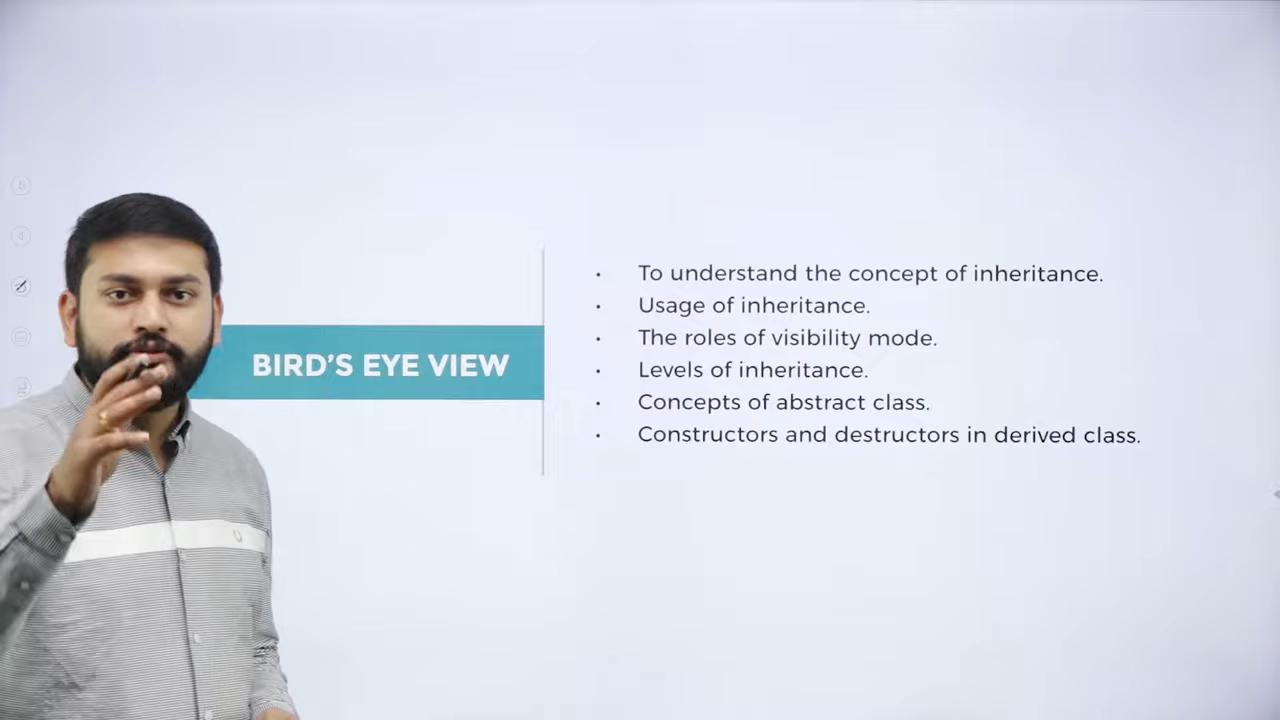 BIRD'S EYE VIEW
• To understand the concept of inheritance.
• Usage of inheritance.
• The roles of visibility mode.
• Levels of inheritance.
• Concepts of abstract class.
• Constructors and destructors in derived class.